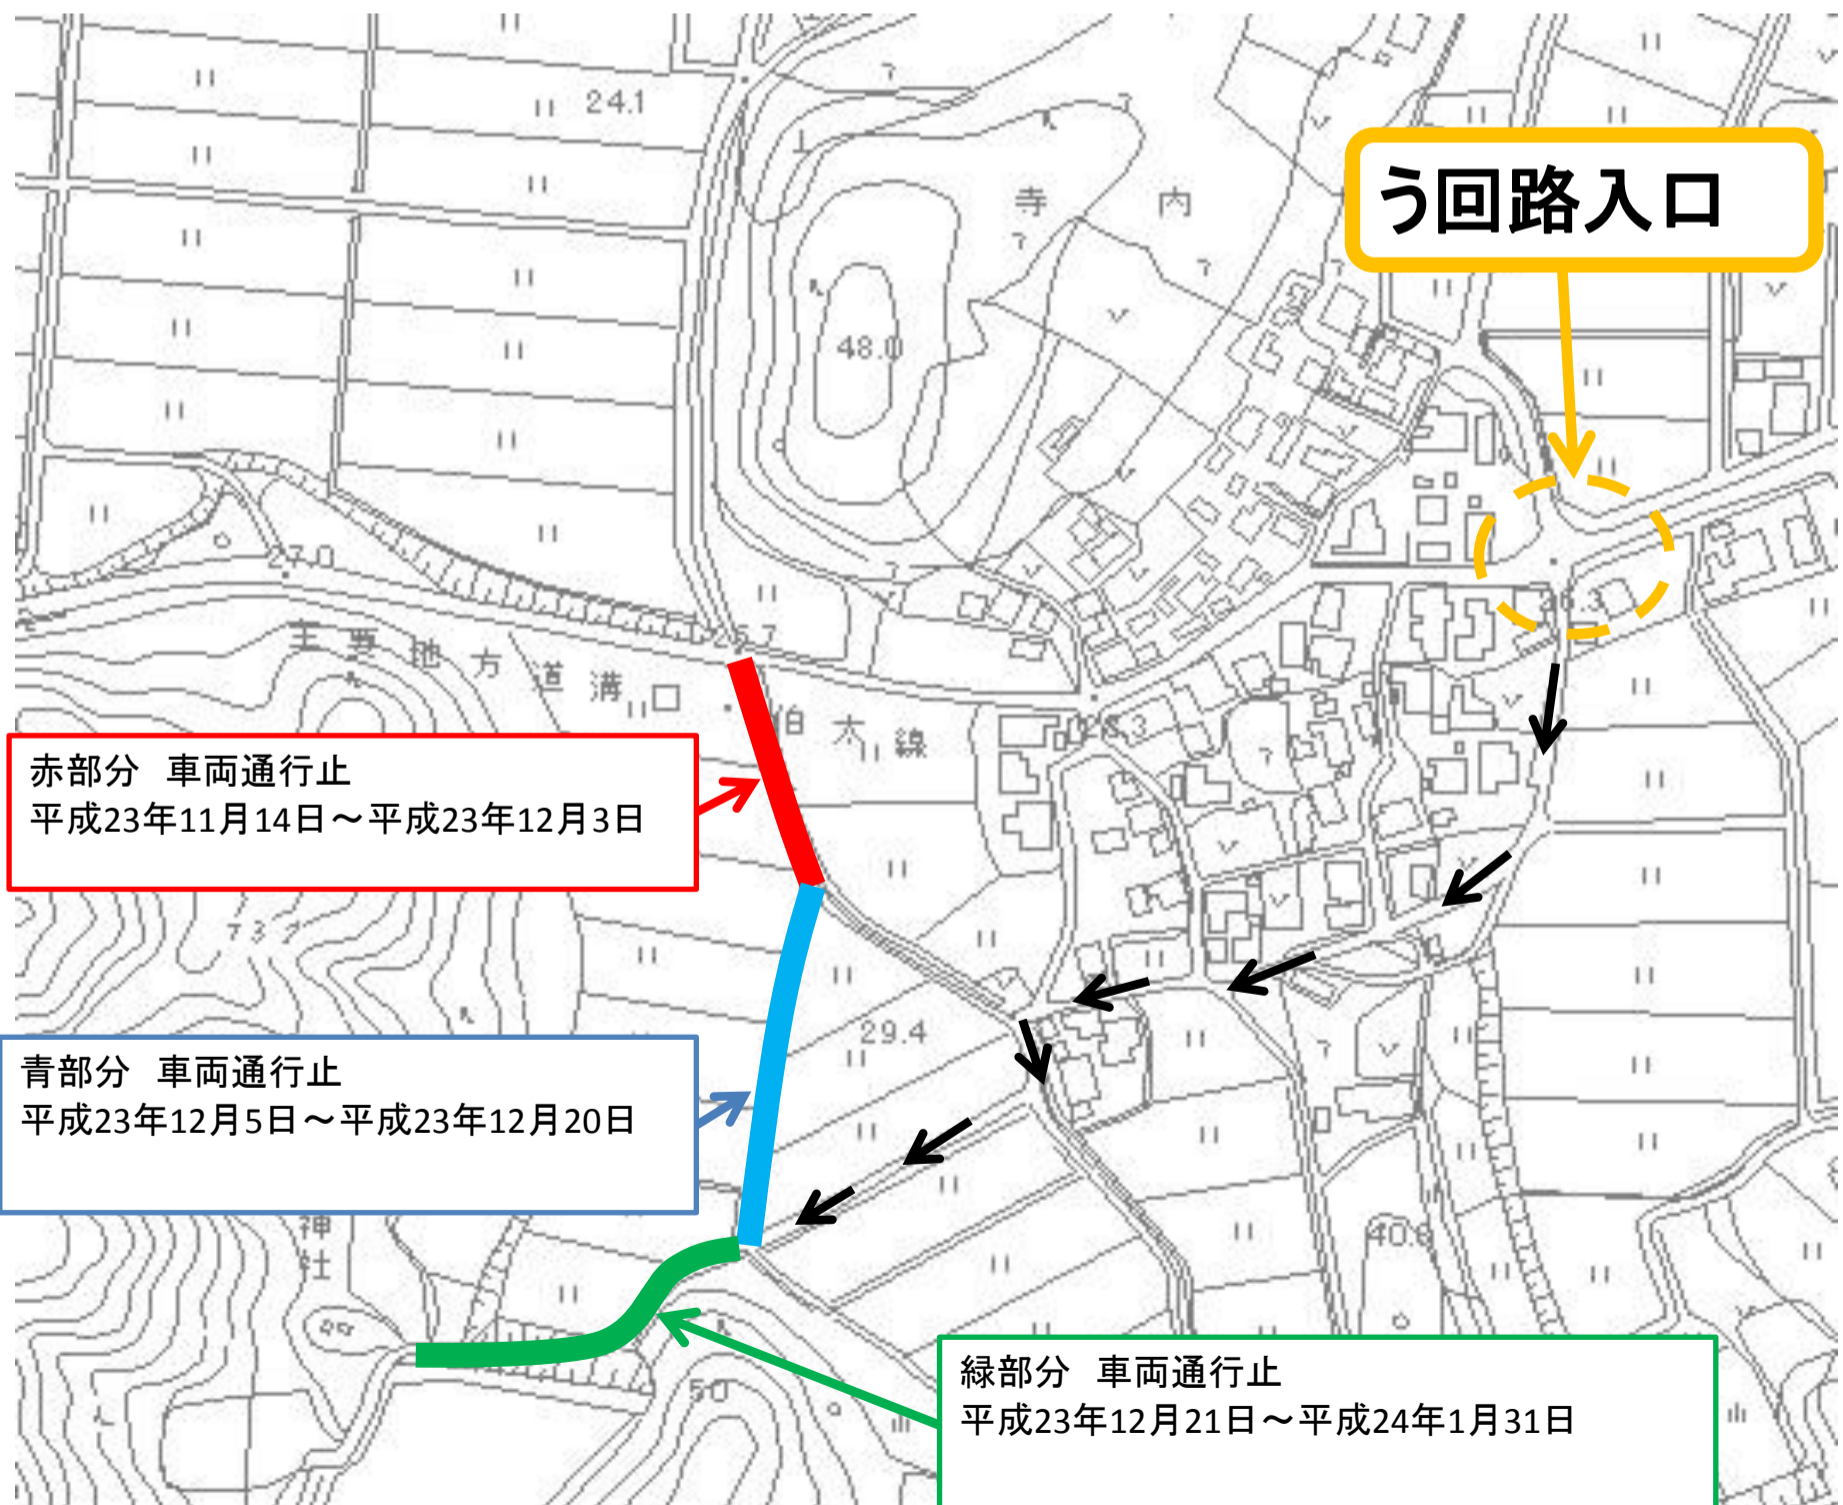 24.1
う回路入口
寺内
48.0
27.0
主要地方道溝口伯太線
赤部分　車両通行止
平成23年11月14日～平成23年12月3日
29.4
青部分　車両通行止
平成23年12月5日～平成23年12月20日
神社
50
緑部分　車両通行止
平成23年12月21日～平成24年1月31日